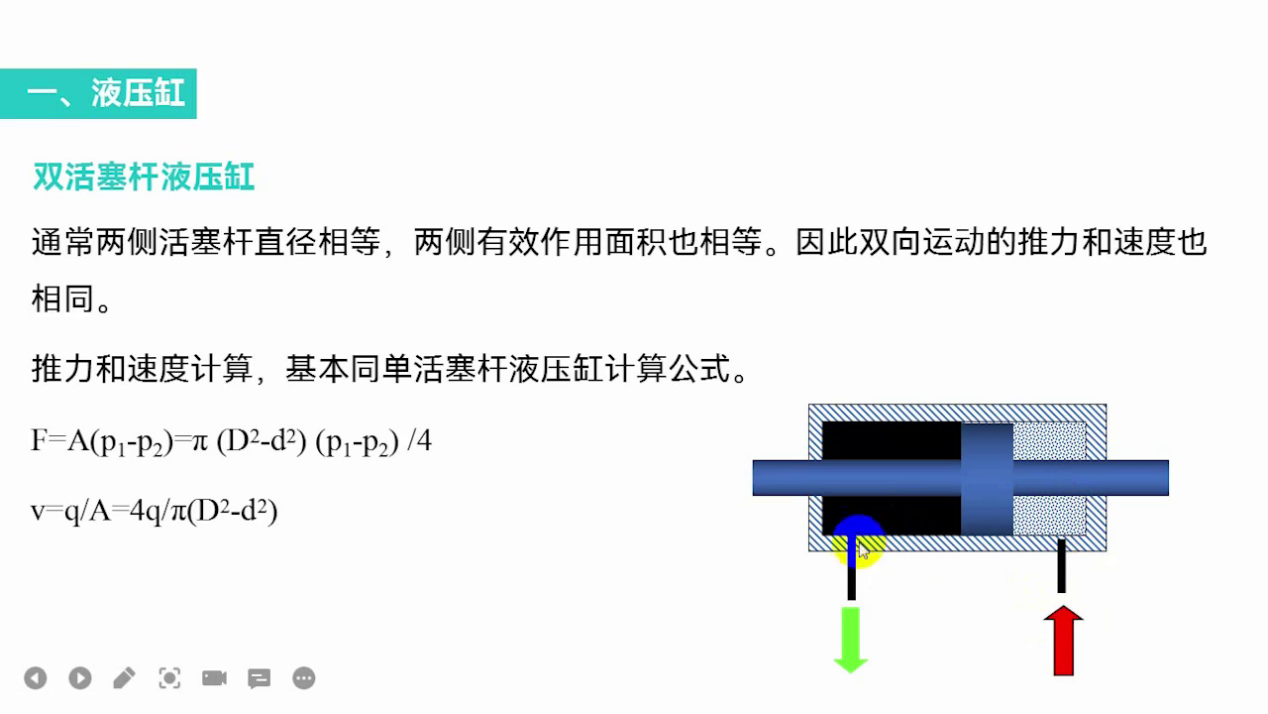 一、液压缸
双活塞杆液压缸
通常两侧活塞杆直径相等，两侧有效作用面积也相等。因此双向运动的推力和速度也
相同。
推力和速度计算，基本同单活塞杆液压缸计算公式。
F=A(p₁-p₂)=π (D²-d²) (p₁-p₂) /4
v=q/A=4q/π(D²-d²)